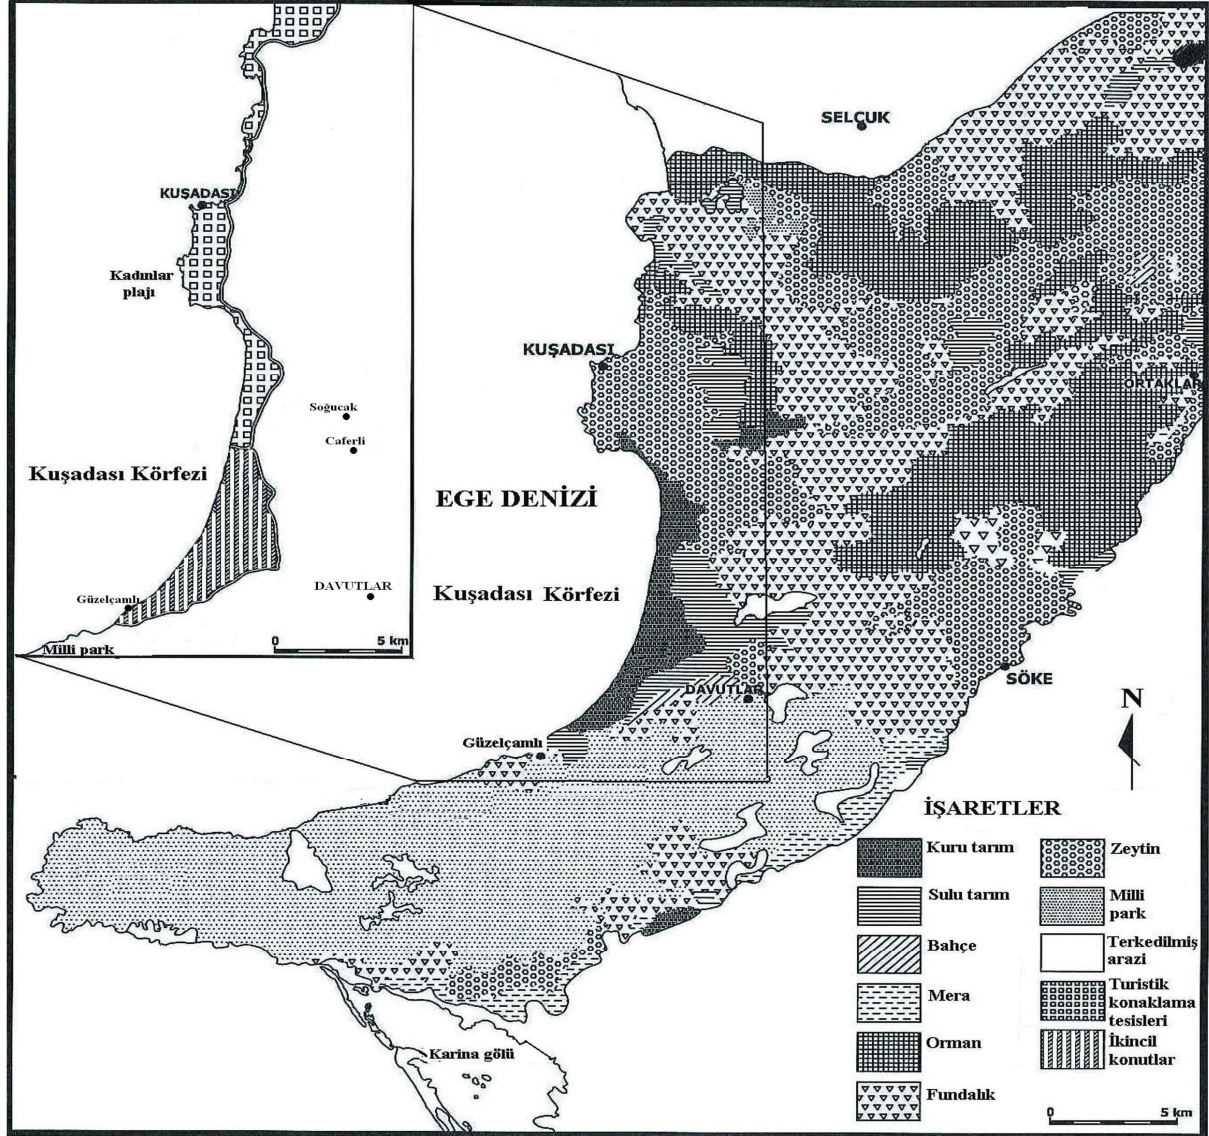 SELÇUK
KUŞADASI
Kadınlar
plajı
KUŞADASI
ORTAKLAR
Soğucak
Caferli
Kuşadası Körfezi
EGE DENİZİ
Kuşadası Körfezi
DAVUTLAR
Güzelçamlı
Milli park
0 5 km
SÖKE
DAVUTLAR
N
Güzelçamlı
İŞARETLER
Kuru tarım
Sulu tarım
Bahçe
Mera
Orman
Fundalık
Zeytin
Milli
park
Terkedilmiş
arazi
Turistik
konaklama
tesisleri
İkincil
konutlar
Karina gölü
0 5 km